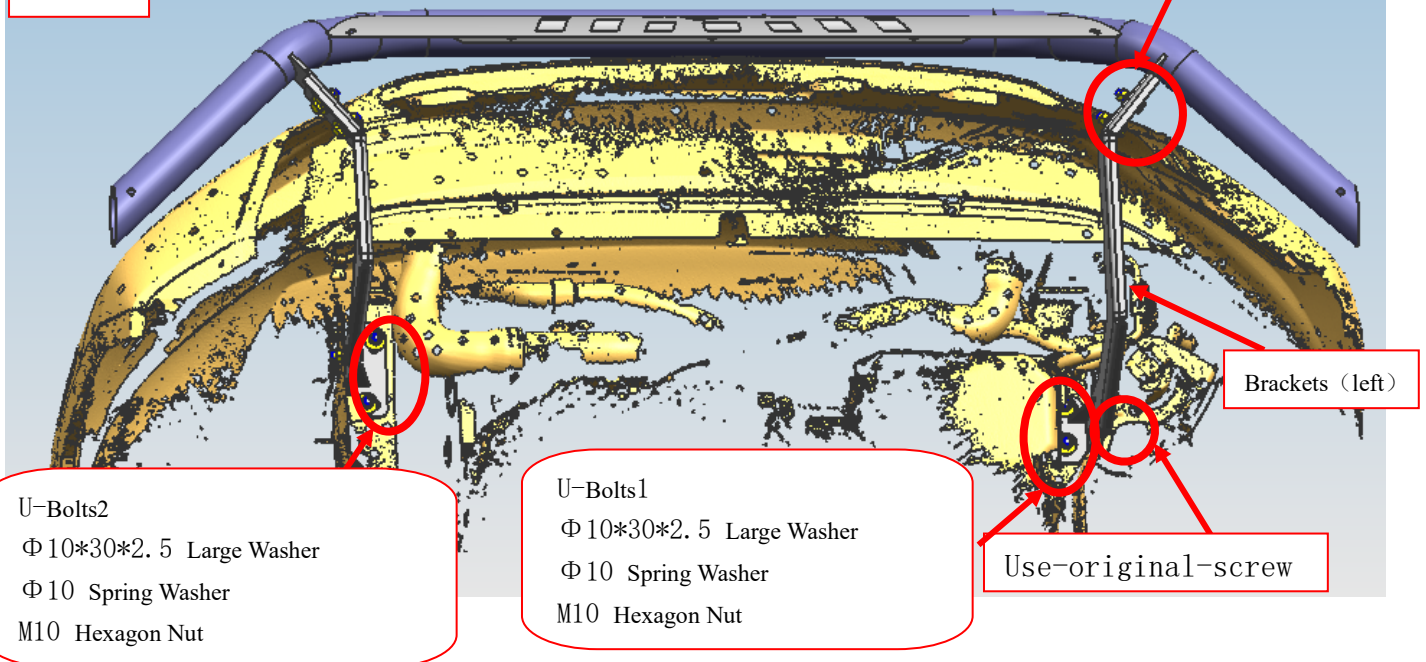 Brackets（left）
U-Bolts2
Φ10*30*2.5 Large Washer
Φ10 Spring Washer
M10 Hexagon Nut
U-Bolts1
Φ10*30*2.5 Large Washer
Φ10 Spring Washer
M10 Hexagon Nut
Use-original-screw